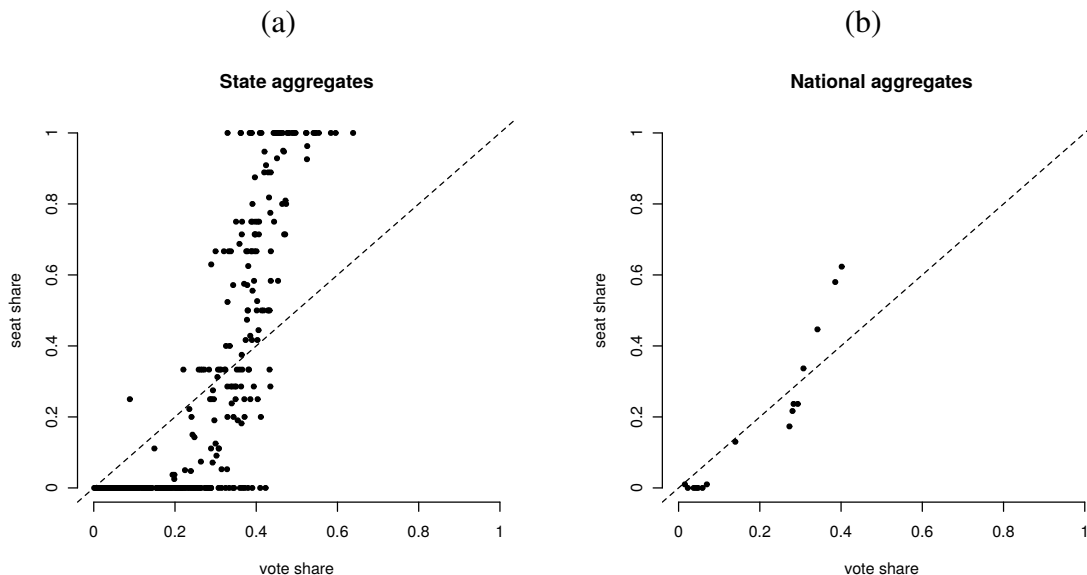 (a)
State aggregates
seat share
1
0.8
0.6
0.4
0.2
0
0 0.2 0.4 0.6 0.8 1
vote share
(b)
National aggregates
seat share
1
0.8
0.6
0.4
0.2
0
0 0.2 0.4 0.6 0.8 1
vote share